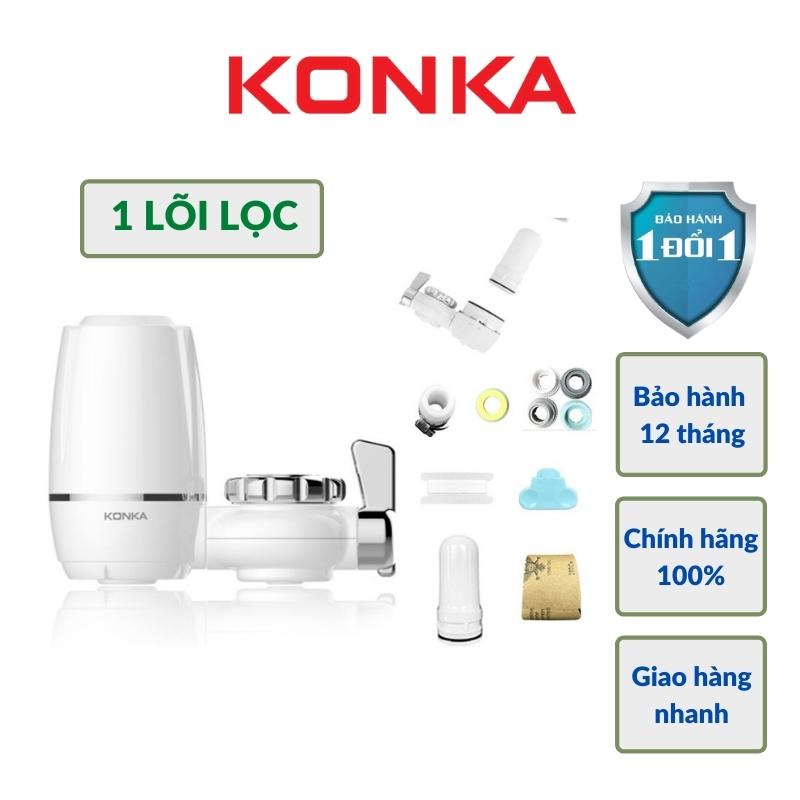 KONKA
1 LÕI LỌC
BẢO HÀNH
1 ĐỔI 1
Bảo hành
12 tháng
KONKA
Chính hãng
100%
Giao hàng
nhanh